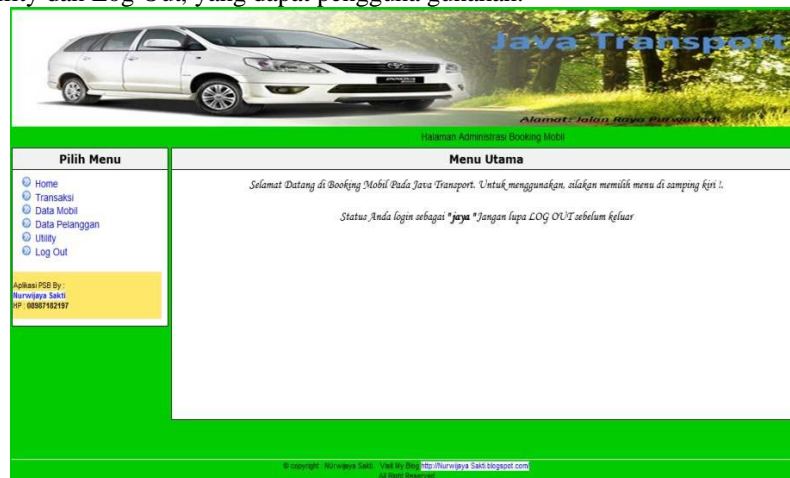 dan Log Out, yang dapat pengguna gunakan.
Java Transport
Alamat: Jalan Raya Purwodadi
Halaman Administrasi Booking Mobil
Pilih Menu
Home
Transaksi
Data Mobil
Data Pelanggan
Utility
Log Out
Aplikasi PSB By :
Nurwijaya Sakti
HP : 08987182197
Menu Utama
Selamat Datang di Booking Mobil Pada Java Transport. Untuk menggunakan, silakan memilih menu di samping kiri !.
Status Anda login sebagai "jaya "Jangan lupa LOG OUT sebelum keluar
© copyright : NUrwijaya Sakti. Visit My Blog http://Nurwijaya Sakti.blogspot.com/
All Right Reserved